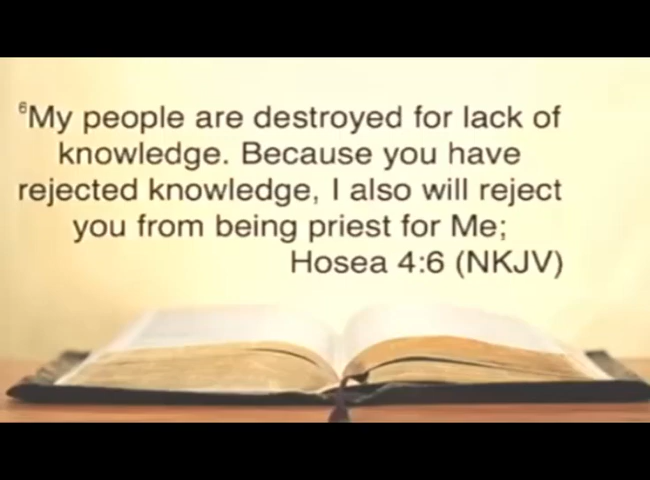 ⁶My people are destroyed for lack of
knowledge. Because you have
rejected knowledge, I also will reject
you from being priest for Me;
Hosea 4:6 (NKJV)